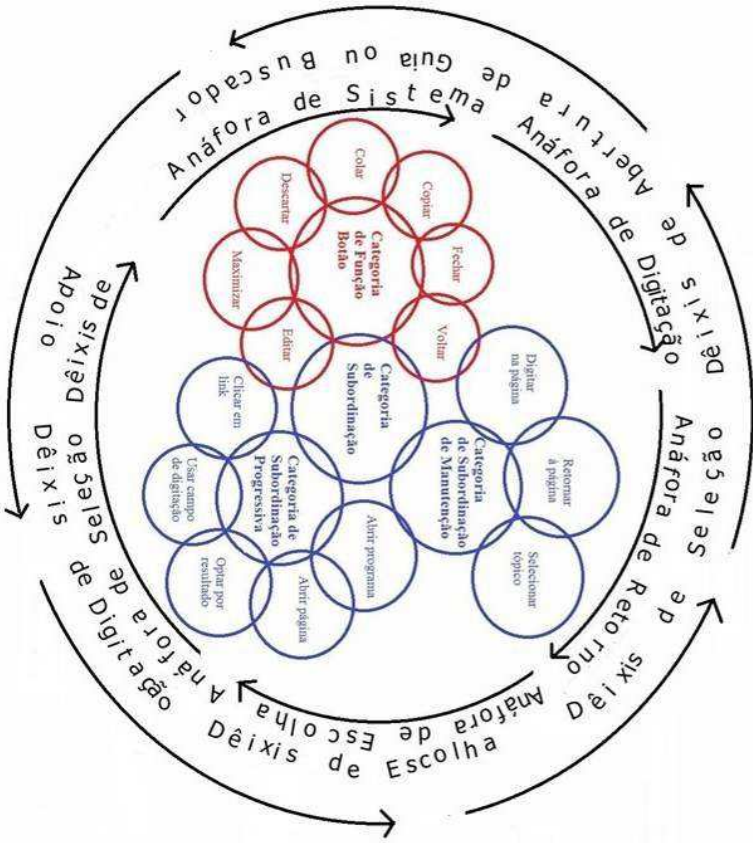 Dêixis de Abertura de Guia ou Buscador
Dêixis de Apoio
Dêixis de Digitação
Dêixis de Escolha
Dêixis de Seleção
Anáfora de Sistema
Anáfora de Digitação
Anáfora de Retorno
Anáfora de Escolha
Anáfora de Seleção
Categoria
de Função
Botão
Fechar
Copiar
Colar
Descartar
Maximizar
Editar
Voltar
Categoria
de
Subordinação
Categoria
de Subordinação
de Manutenção
Digitar
na página
Retornar
à página
Selecionar
tópico
Categoria de
Subordinação
Progressiva
Abrir programa
Abrir página
Optar por
resultado
Usar campo
de digitação
Clicar em
link